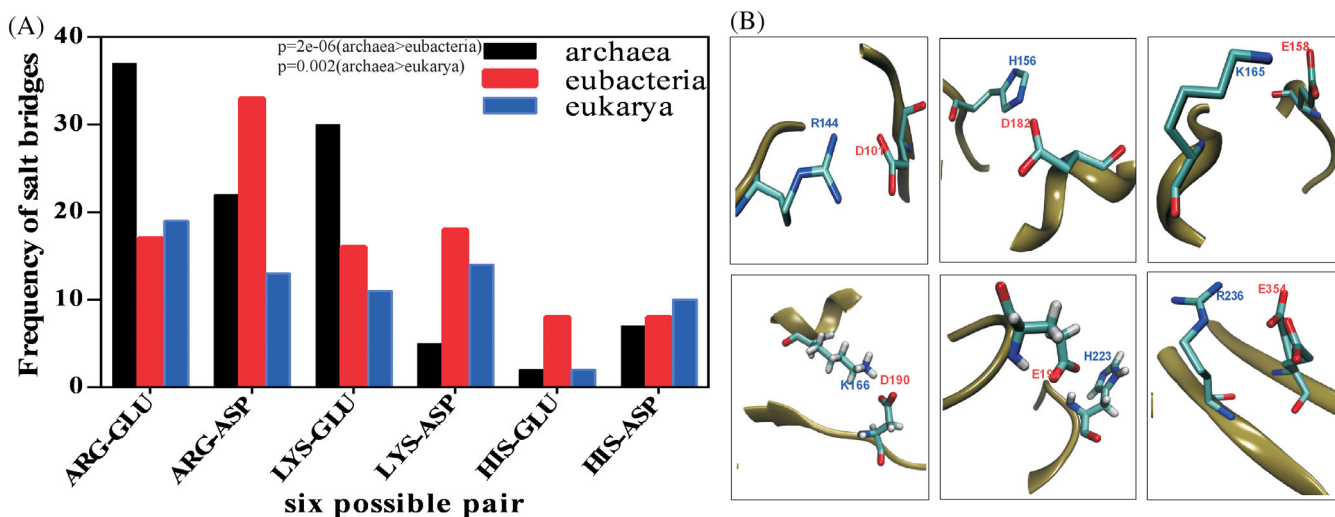 (A)
40
30
20
10
0
Frequency of salt bridges
p=2e-06(archaea>eubacteria)
p=0.002(archaea>eukarya)
archaea
eubacteria
eukarya
ARG-GLU
ARG-ASP
LYS-GLU
LYS-ASP
HIS-GLU
HIS-ASP
six possible pair
(B)
R144
D101
H156
D182
K165
E158
K166
D190
H223
R236
E354